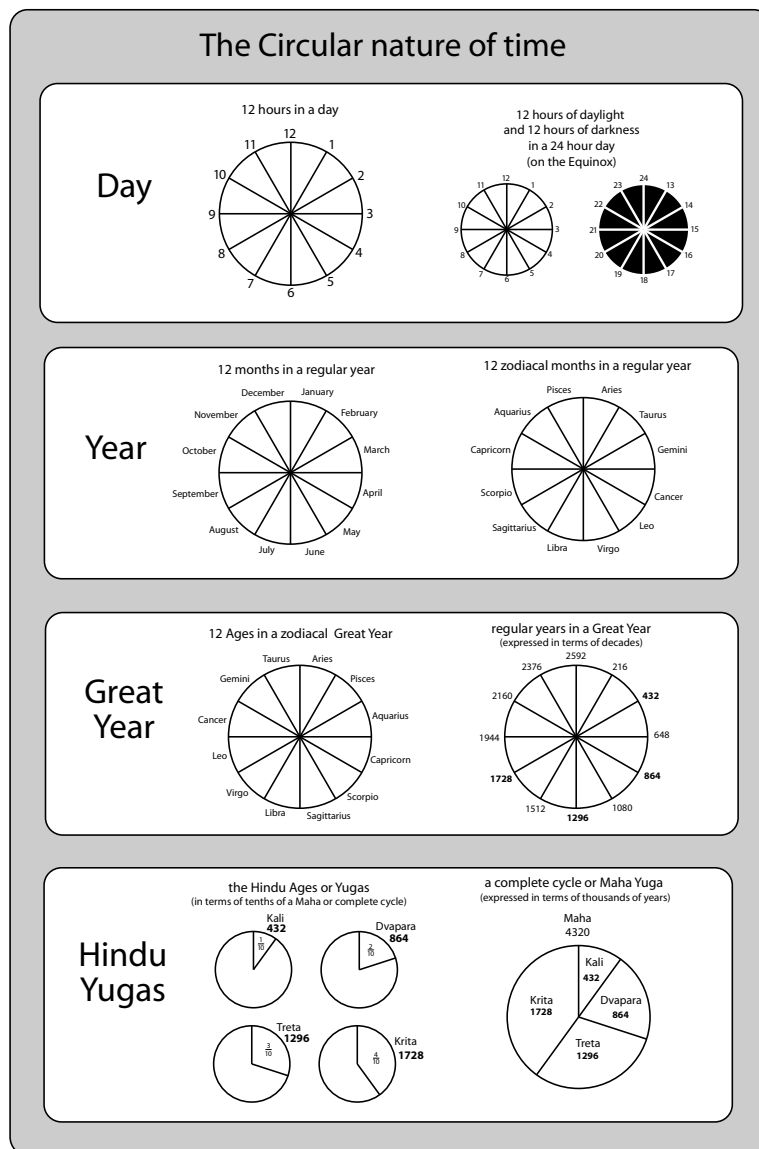 The Circular nature of time
Day
12 hours in a day
12
1
2
3
4
5
6
7
8
9
10
11
12 hours of daylight
and 12 hours of darkness
in a 24 hour day
(on the Equinox)
12
1
2
3
4
5
6
7
8
9
10
11
24
13
14
15
16
17
18
19
20
21
22
23
Year
12 months in a regular year
January
February
March
April
May
June
July
August
September
October
November
December
12 zodiacal months in a regular year
Aries
Taurus
Gemini
Cancer
Leo
Virgo
Libra
Sagittarius
Scorpio
Capricorn
Aquarius
Pisces
Great
Year
12 Ages in a zodiacal Great Year
Aries
Pisces
Aquarius
Capricorn
Scorpio
Sagittarius
Libra
Virgo
Leo
Cancer
Gemini
Taurus
regular years in a Great Year
(expressed in terms of decades)
2592
216
432
648
864
1080
1296
1512
1728
1944
2160
2376
Hindu
Yugas
the Hindu Ages or Yugas
(in terms of tenths of a Maha or complete cycle)
Kali
432
1
10
Dvapara
864
2
10
Treta
1296
3
10
Krita
1728
4
10
a complete cycle or Maha Yuga
(expressed in terms of thousands of years)
Maha
4320
Kali
432
Dvapara
864
Treta
1296
Krita
1728